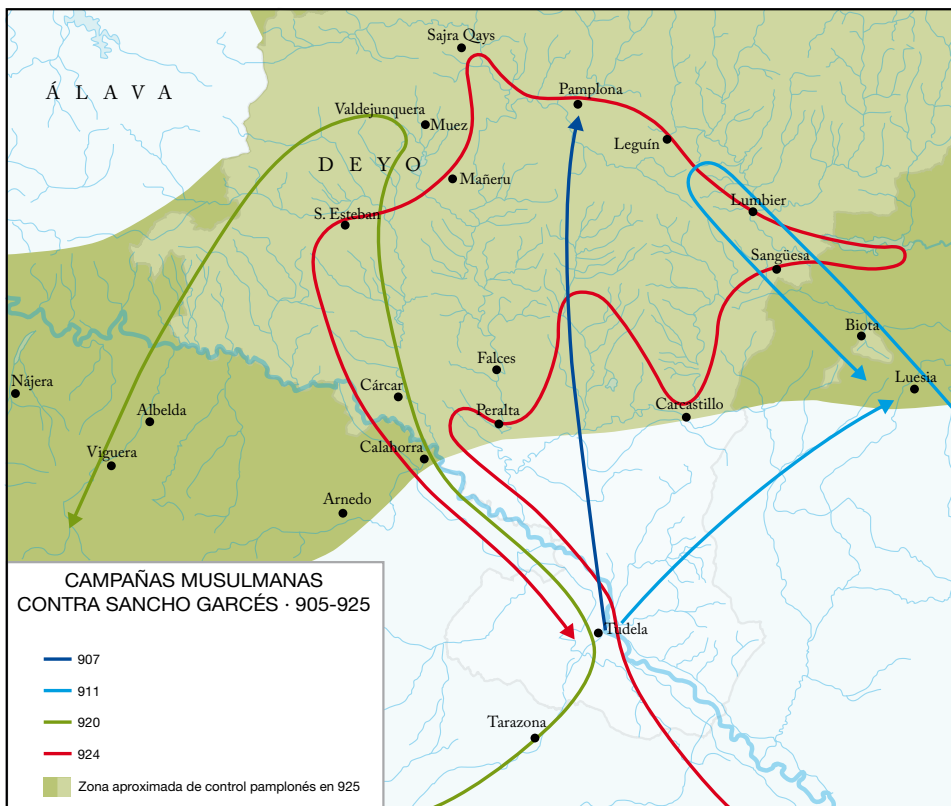 Sajra Qays
ÁLAVA
Pamplona
Valdejunquera
Muez
Leguín
DEYO
Mañeru
Lumbier
S. Esteban
Sangüesa
Biota
Falces
Luesia
Nájera
Cárcar
Albelda
Peralta
Carcastillo
Viguera
Calahorra
Arnedo
Tudela
Tarazona
CAMPAÑAS MUSULMANAS
CONTRA SANCHO GARCÉS · 905-925
907
911
920
924
Zona aproximada de control pamplonés en 925